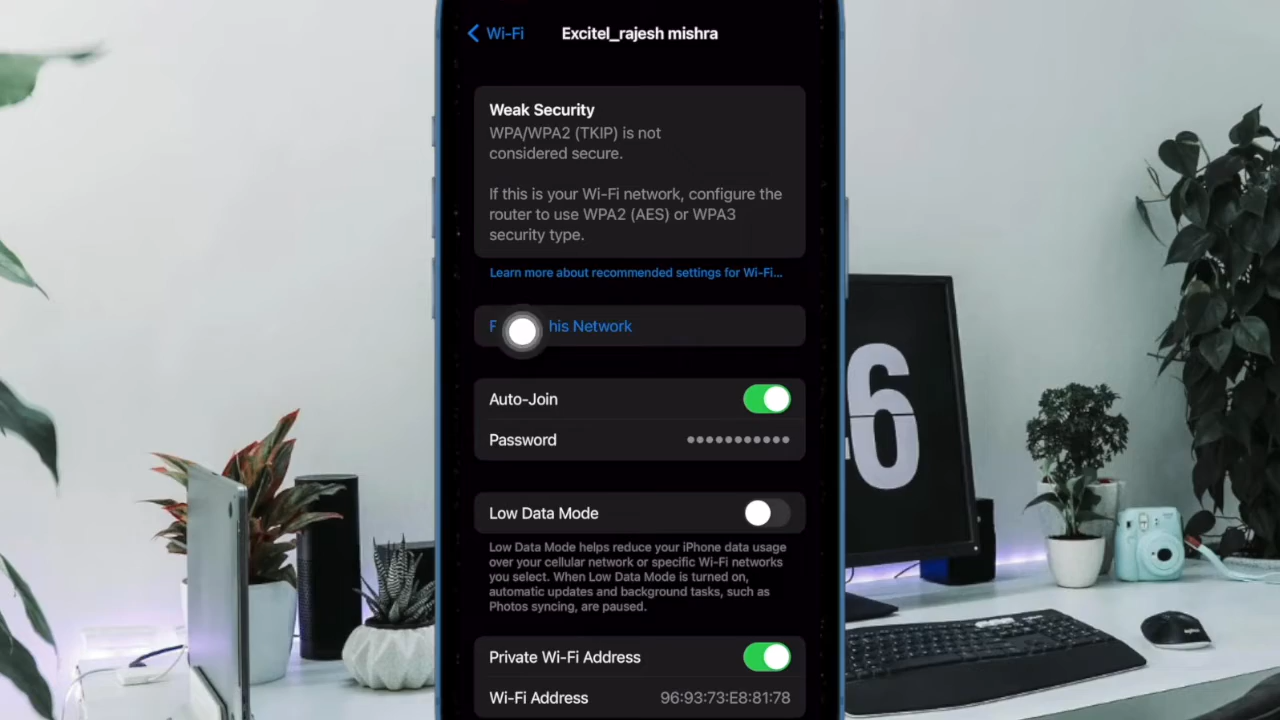 Wi-Fi
Excitel_rajesh mishra
Weak Security
WPA/WPA2 (TKIP) is not
considered secure.
If this is your Wi-Fi network, configure the
router to use WPA2 (AES) or WPA3
security type.
Learn more about recommended settings for Wi-Fi...
F his Network
Auto-Join
Password
Low Data Mode
Low Data Mode helps reduce your iPhone data usage
over your cellular network or specific Wi-Fi networks
you select. When Low Data Mode is turned on,
automatic updates and background tasks, such as
Photos syncing, are paused.
Private Wi-Fi Address
Wi-Fi Address 96:93:73:E8:81:78
6